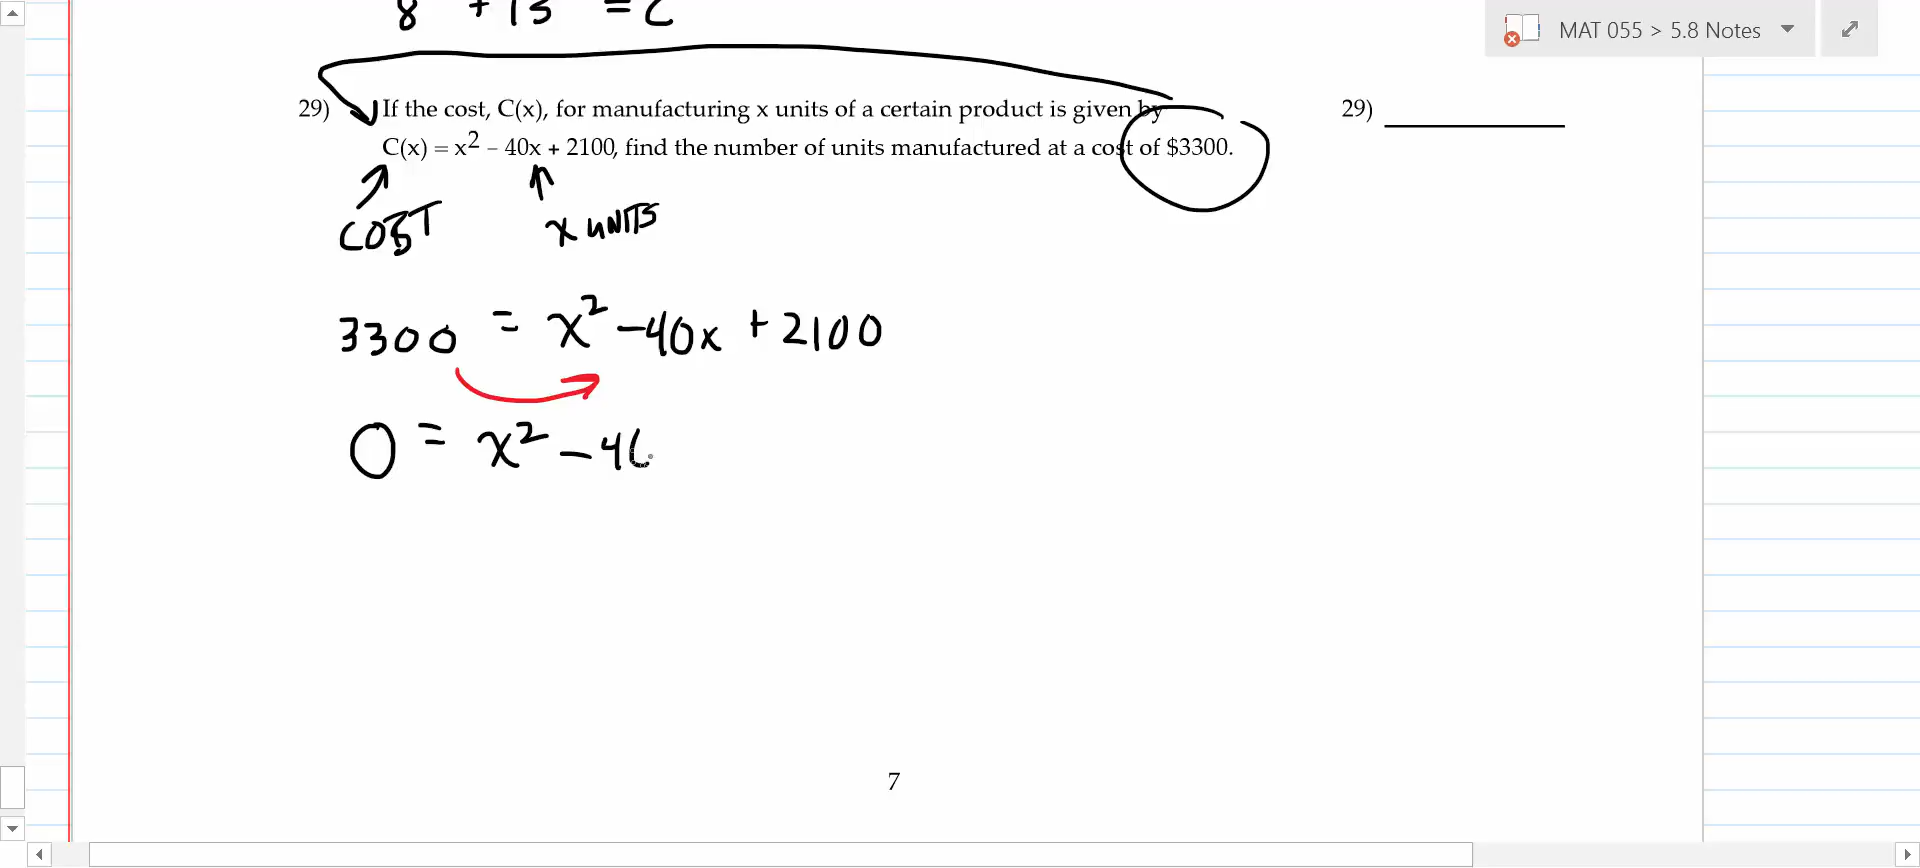 8 + 15 = C
MAT 055 > 5.8 Notes
29) If the cost, C(x), for manufacturing x units of a certain product is given by
C(x) = x² – 40x + 2100, find the number of units manufactured at a cost of $3300.
29)
COST
x UNITS
3300 = x² - 40x + 2100
0 = x² - 40
7